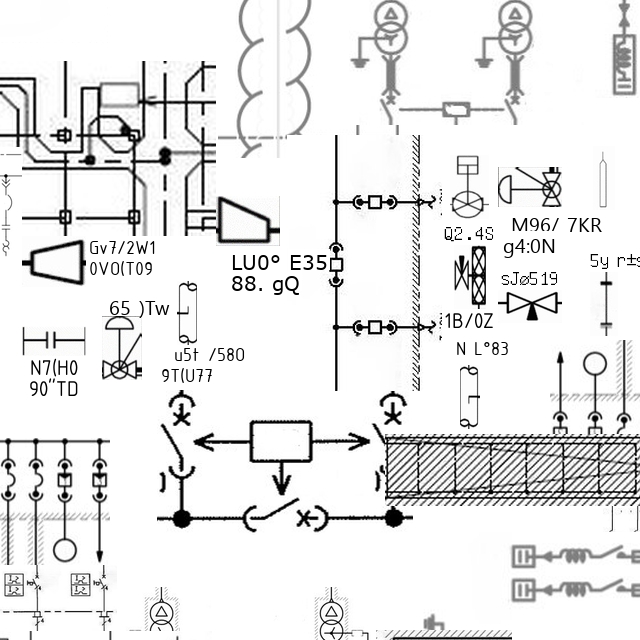 M96/ 7KR
g4:0N
Q2.4S
Gv7/2W1
0V0(T09
LU0° E35
88. gQ
5y r±s
sJø519
65 )Tw
1B/0Z
u5t /580
9T(U77
N L°83
N7(H0
90"TD
L
L